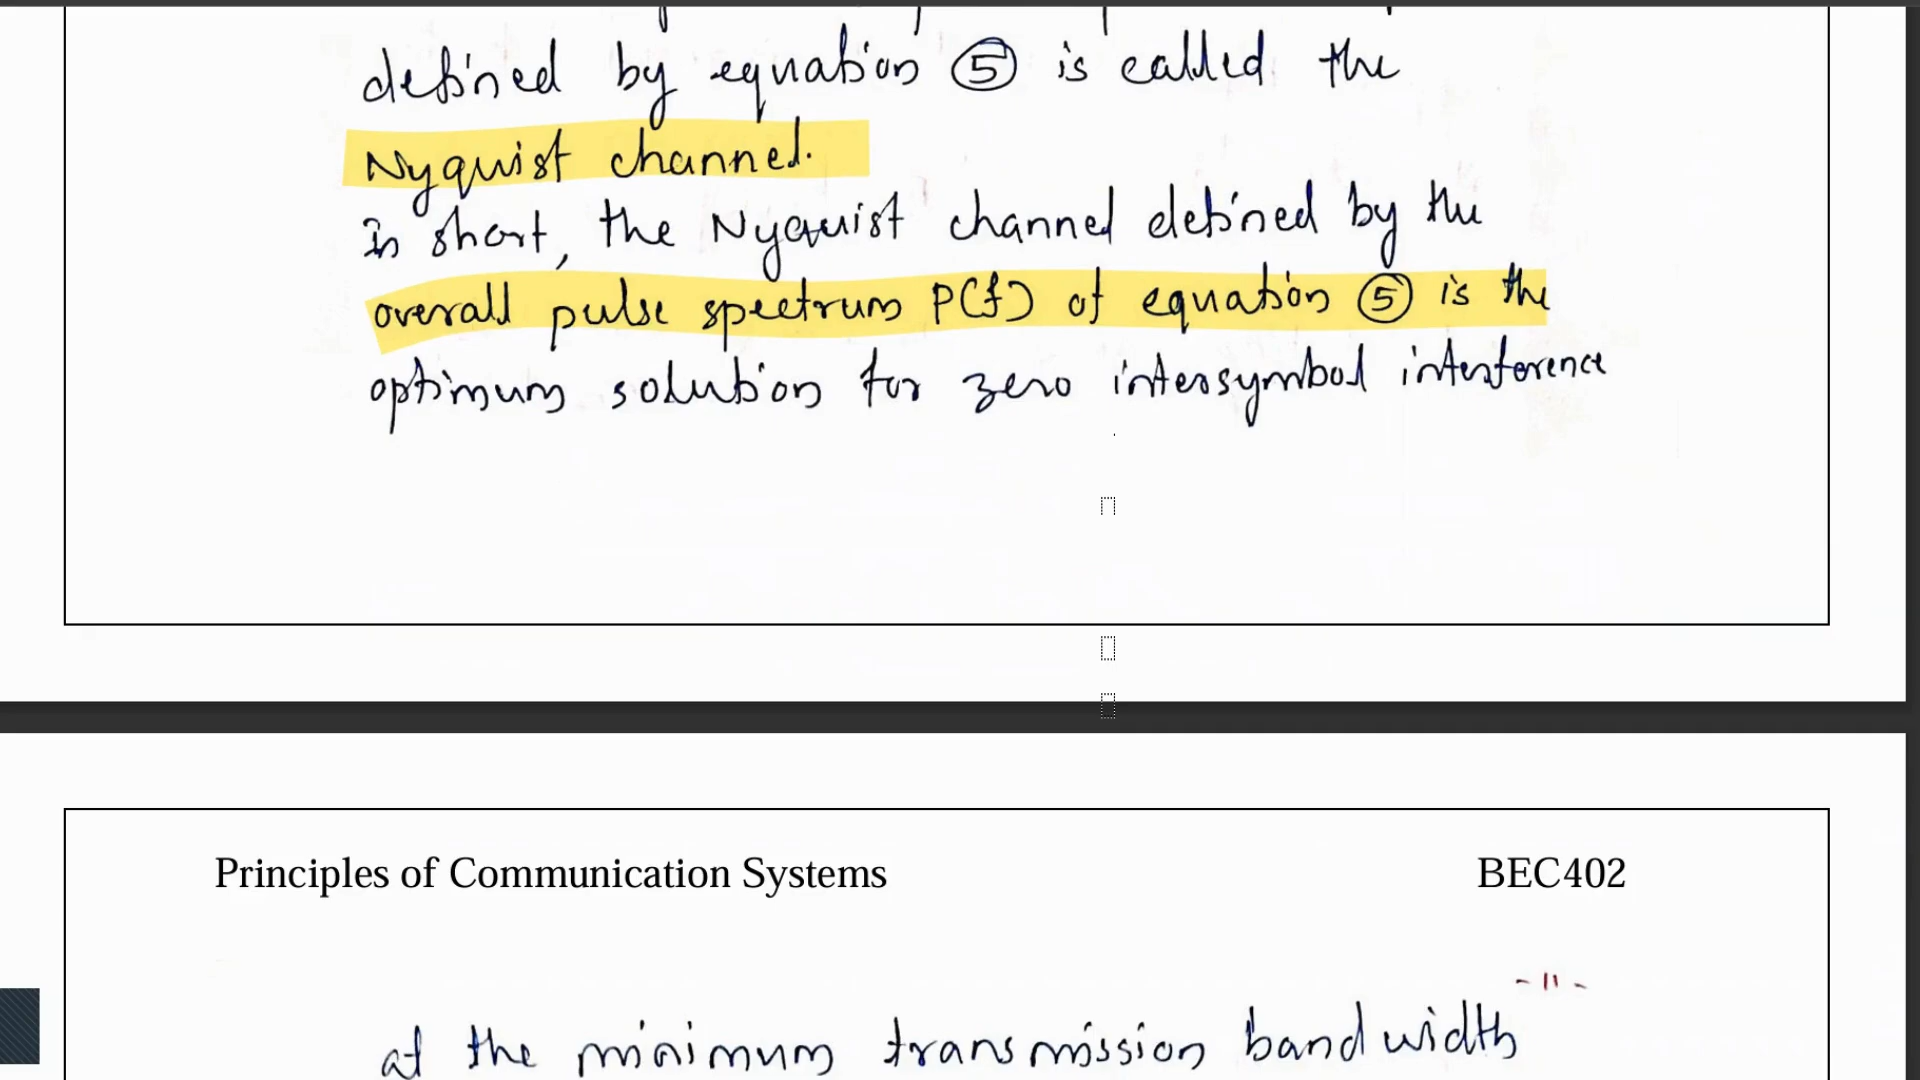 defined by equation ⑤ is called the
Nyquist channel.
in short, the Nyquist channel defined by the
overall pulse spectrum P(f) of equation ⑤ is the
optimum solution for zero intersymbol interference
Principles of Communication Systems BEC402
-11-
at the minimum transmission bandwidth